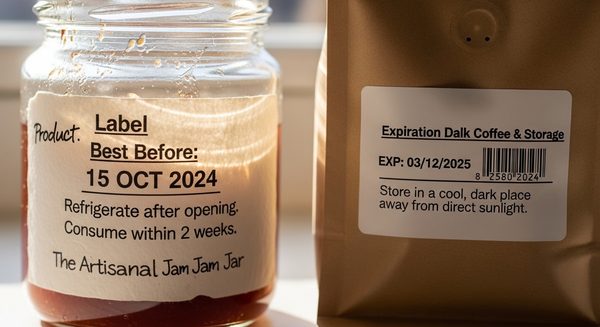 Product. Label
Best Before:
15 OCT 2024
Refrigerate after opening.
Consume within 2 weeks.
The Artisanal Jam Jam Jar
Expiration Dalk Coffee & Storage
EXP: 03/12/2025
8 2580 2024
Store in a cool, dark place
away from direct sunlight.